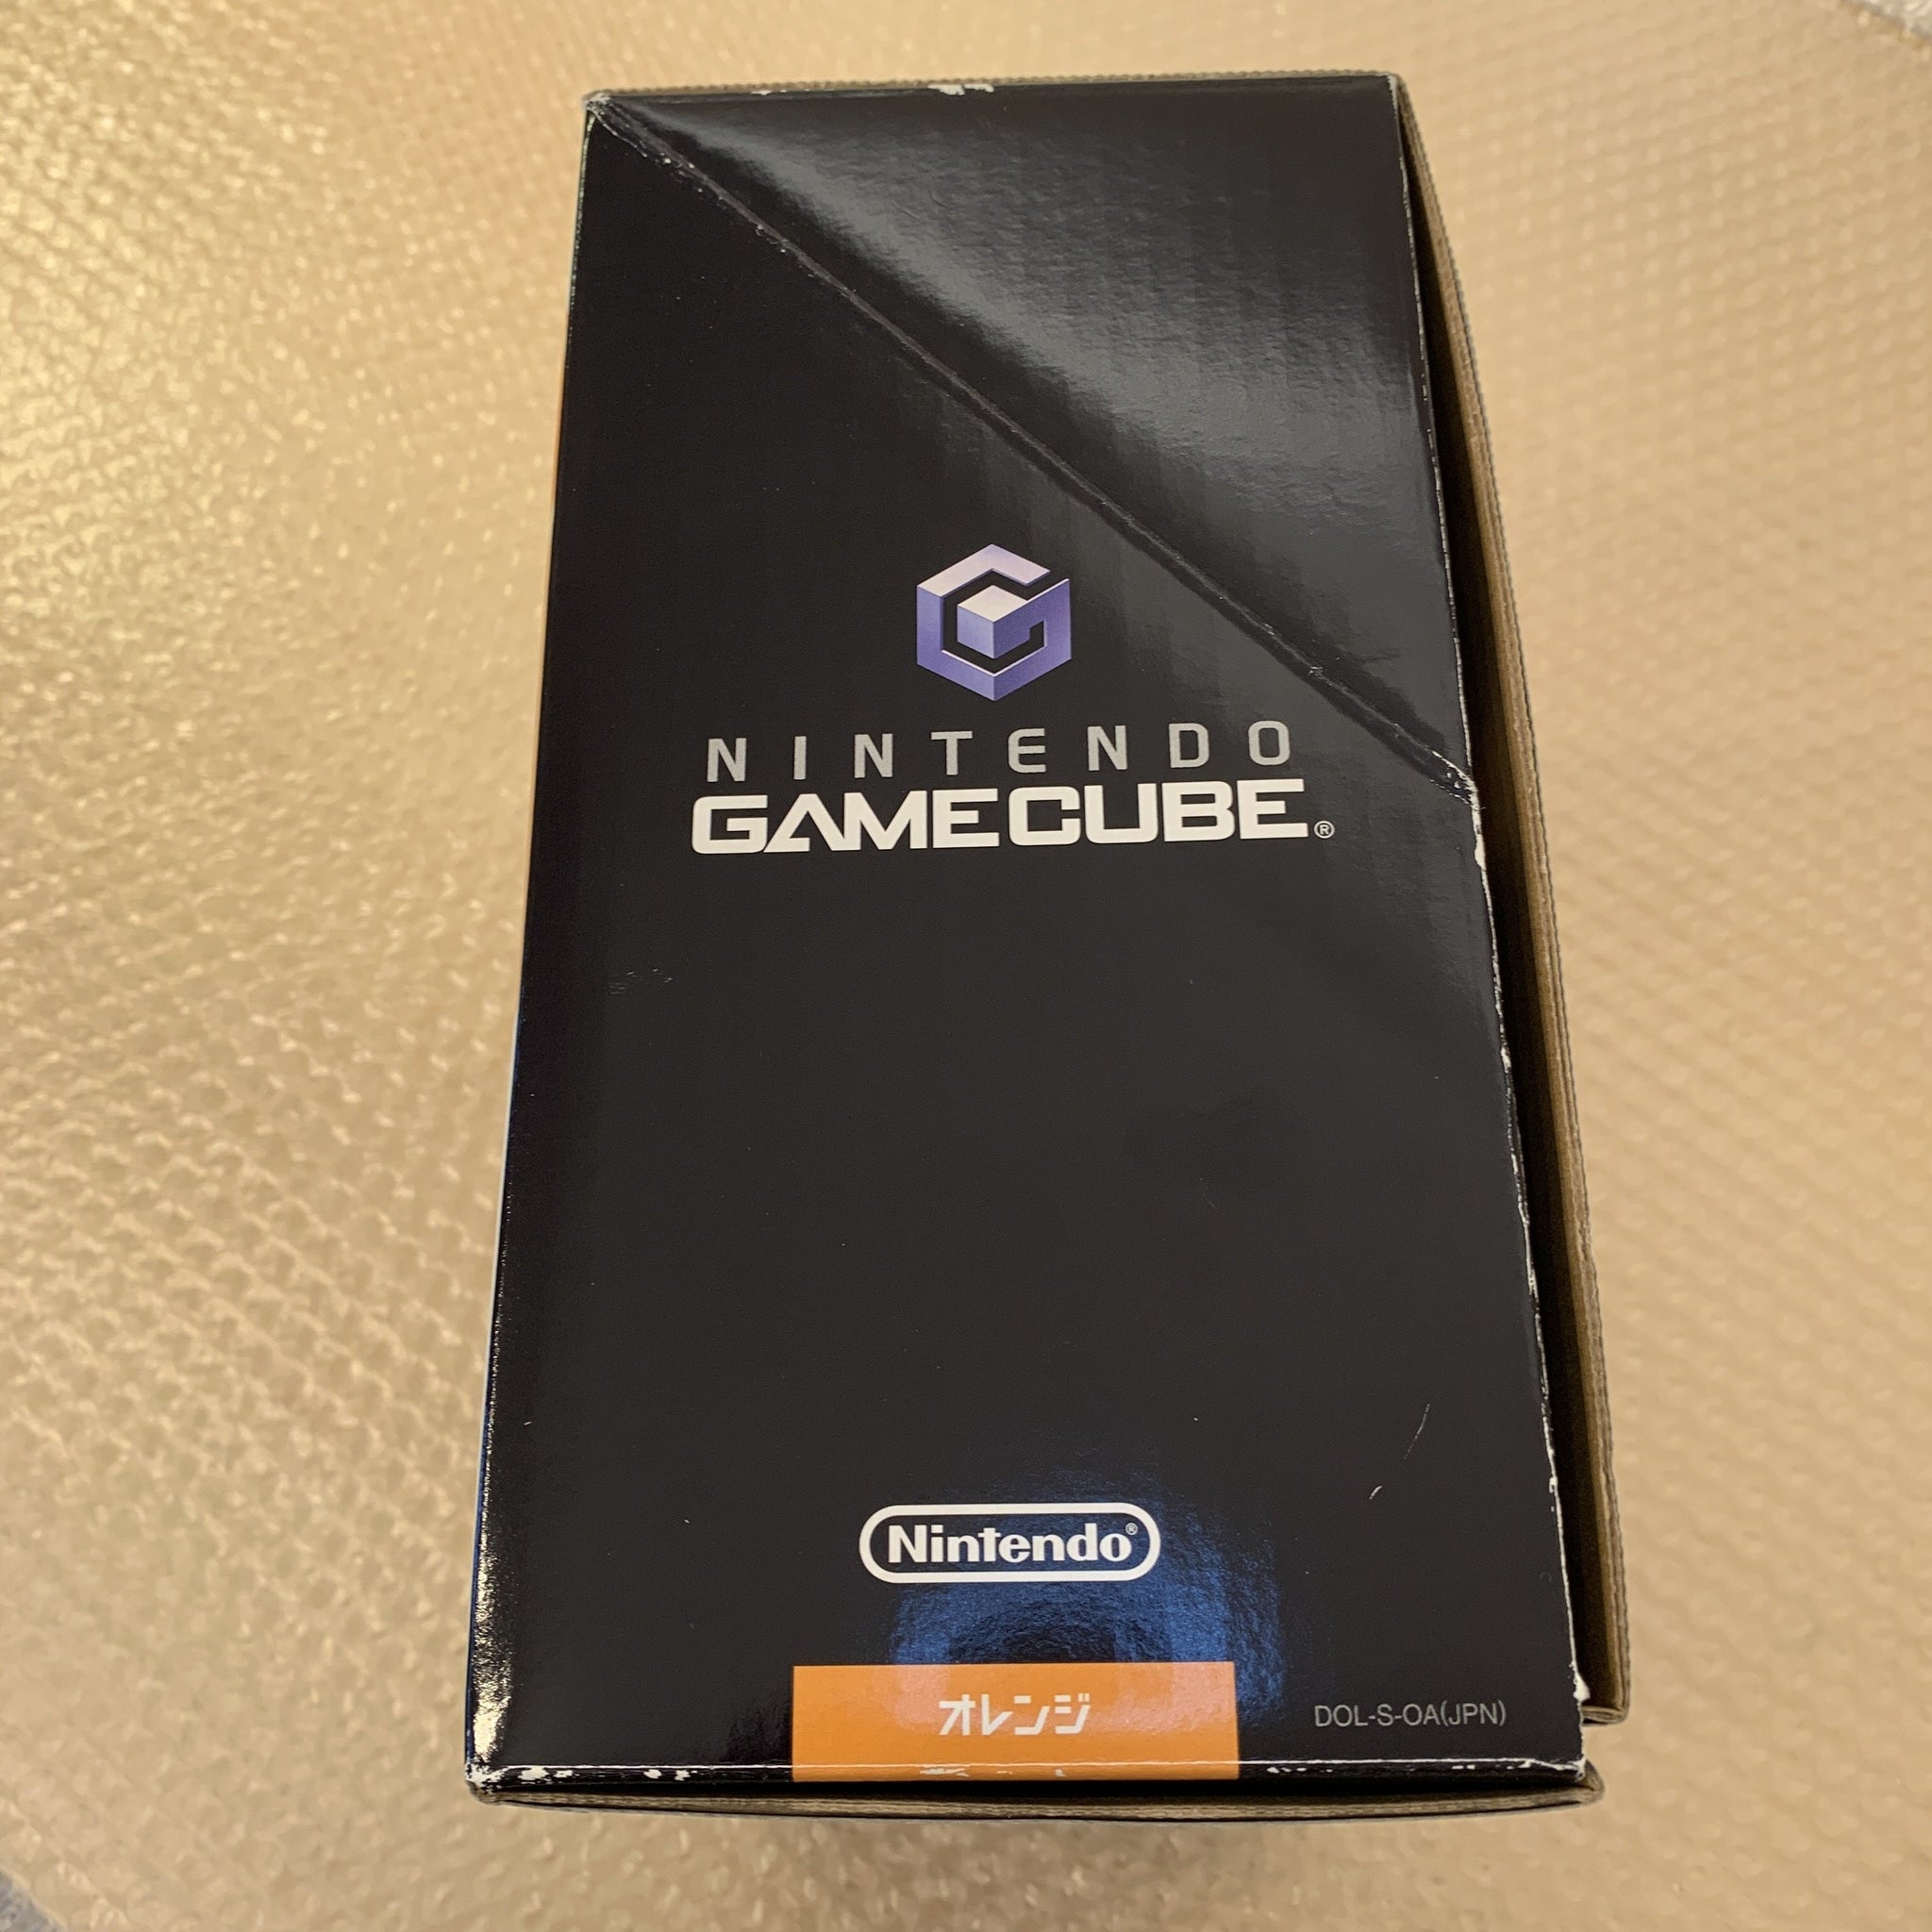 NINTENDO
GAMECUBE®
Nintendo®
オレンジ
DOL-S-OA(JPN)